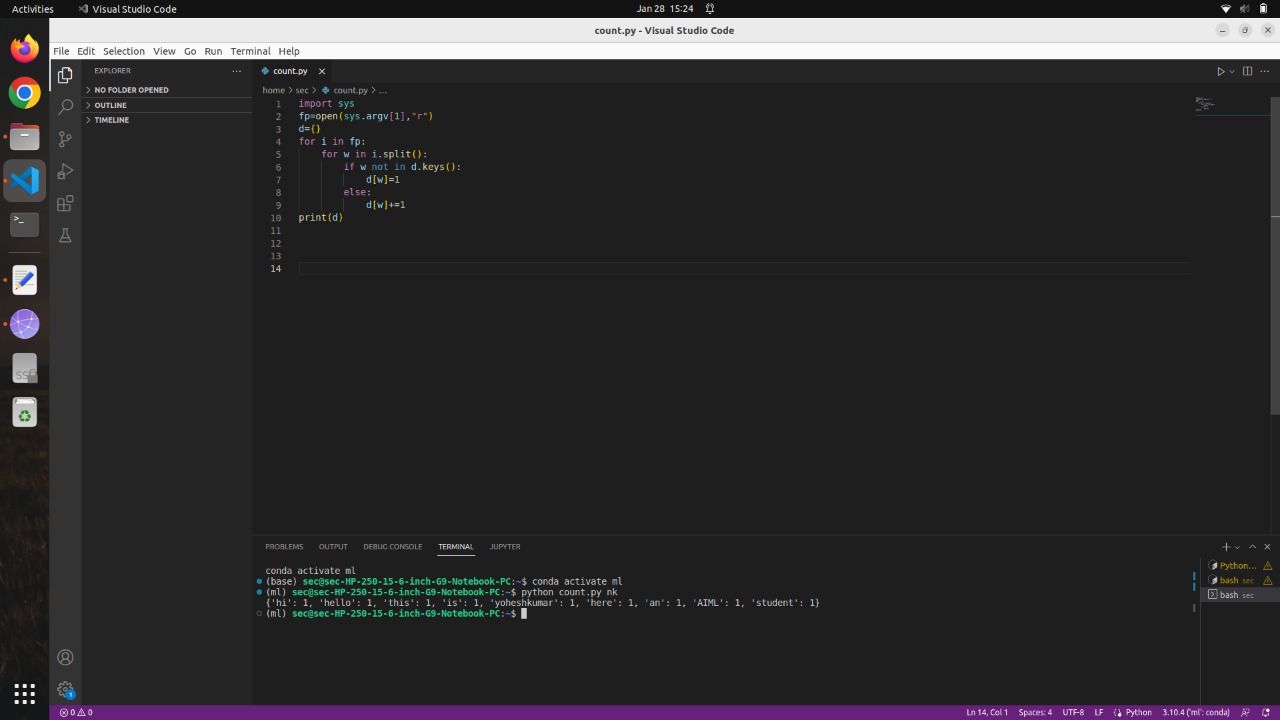 Activities Visual Studio Code Jan 28 15:24
count.py - Visual Studio Code
File Edit Selection View Go Run Terminal Help
EXPLORER
NO FOLDER OPENED
OUTLINE
TIMELINE
count.py
home > sec > count.py > ...
1 import sys
2 fp=open(sys.argv[1],"r")
3 d={}
4 for i in fp:
5 for w in i.split():
6 if w not in d.keys():
7 d[w]=1
8 else:
9 d[w]+=1
10 print(d)
11
12
13
14
PROBLEMS OUTPUT DEBUG CONSOLE TERMINAL JUPYTER
conda activate ml
(base) sec@sec-HP-250-15-6-inch-G9-Notebook-PC:~$ conda activate ml
(ml) sec@sec-HP-250-15-6-inch-G9-Notebook-PC:~$ python count.py nk
{'hi': 1, 'hello': 1, 'this': 1, 'is': 1, 'yoheshkumar': 1, 'here': 1, 'an': 1, 'AIML': 1, 'student': 1}
(ml) sec@sec-HP-250-15-6-inch-G9-Notebook-PC:~$
Python...
bash sec
bash sec
0 0 Ln 14, Col 1 Spaces: 4 UTF-8 LF Python 3.10.4 ('ml': conda)